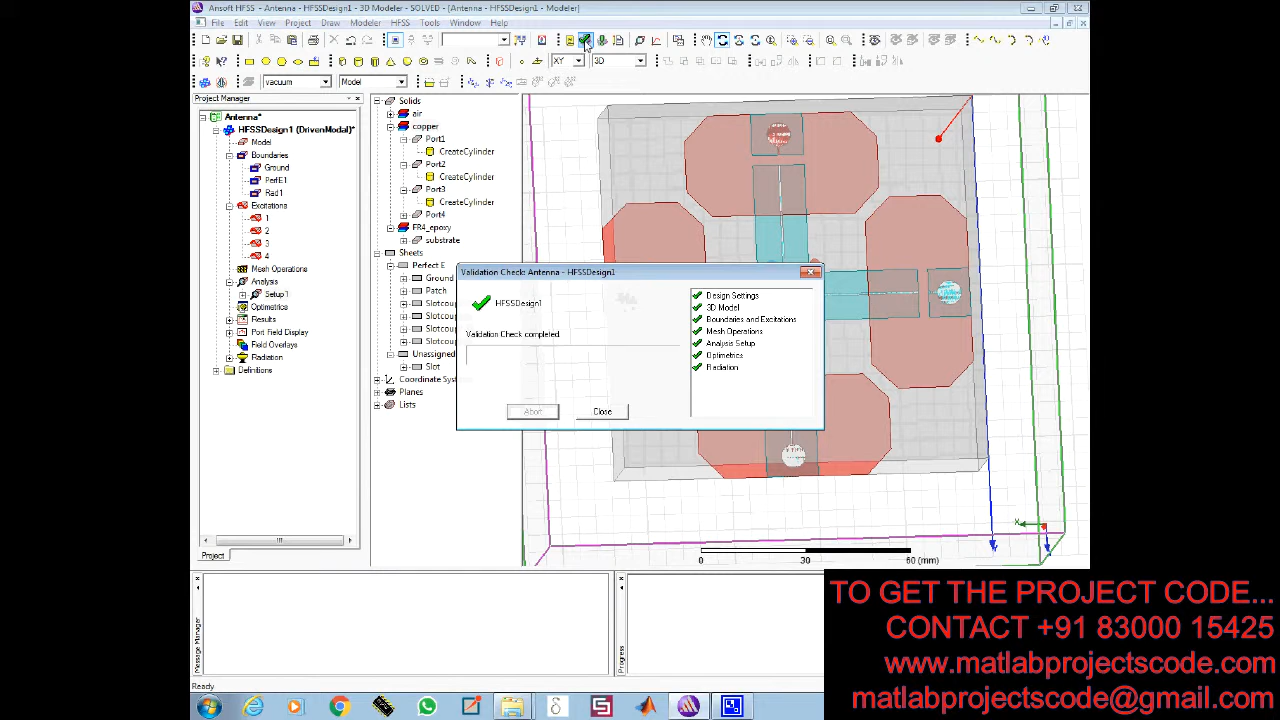 Ansoft HFSS - Antenna - HFSSDesign1 - 3D Modeler - SOLVED - [Antenna - HFSSDesign1 - Modeler]
File Edit View Project Draw Modeler HFSS Tools Window Help
XY 3D
vacuum Model
Project Manager
Antenna*
HFSSDesign1 (DrivenModal)*
Model
Boundaries
Ground
PerfE1
Rad1
Excitations
1
2
3
4
Mesh Operations
Analysis
Setup1
Optimetrics
Results
Port Field Display
Field Overlays
Radiation
Definitions
Project
Solids
air
copper
Port1
CreateCylinder
Port2
CreateCylinder
Port3
CreateCylinder
Port4
FR4_epoxy
substrate
Sheets
Perfect E
Ground
Patch
Slotcoup
Slotcoup
Slotcoup
Slotcoup
Unassigned
Slot
Coordinate Sys
Planes
Lists
Validation Check: Antenna - HFSSDesign1
HFSSDesign1
Validation Check completed.
Abort Close
Design Settings
3D Model
Boundaries and Excitations
Mesh Operations
Analysis Setup
Optimetrics
Radiation
X
0 30 60 (mm)
Message Manager
Progress
Ready
TO GET THE PROJECT CODE...
CONTACT +91 83000 15425
www.matlabprojectscode.com
matlabprojectscode@gmail.com